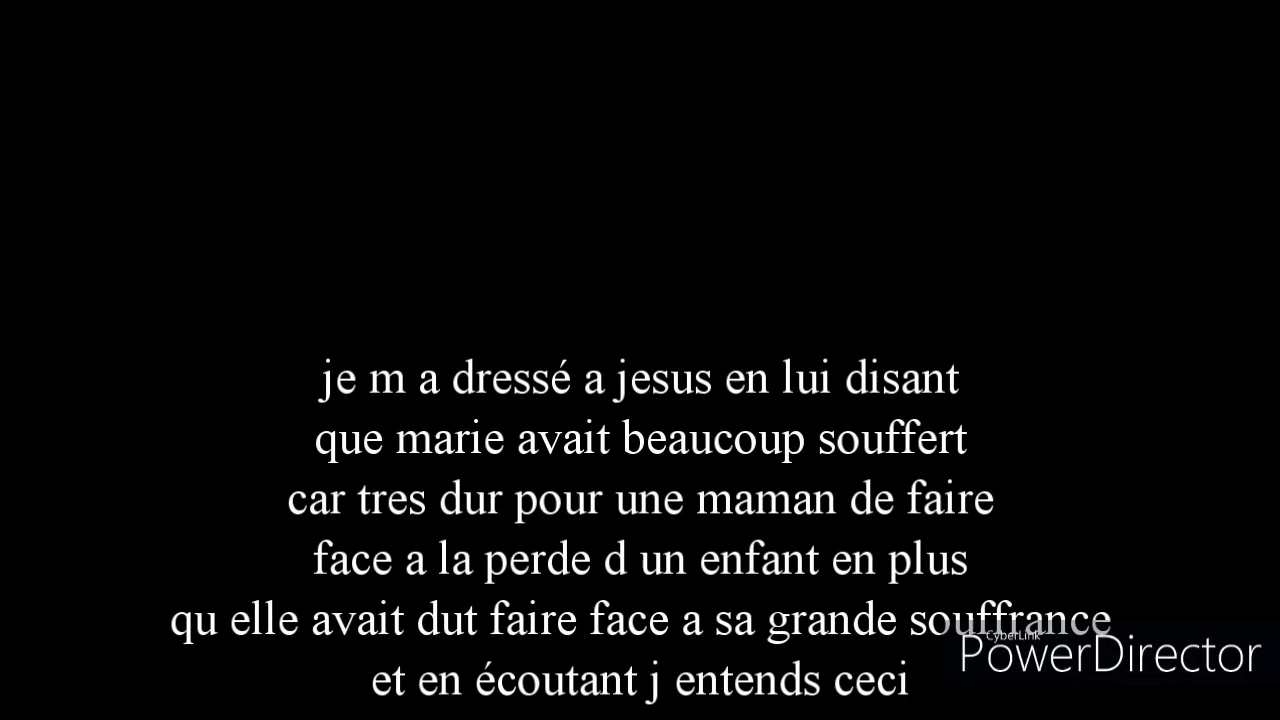 je m a dressé a jesus en lui disant
que marie avait beaucoup souffert
car tres dur pour une maman de faire
face a la perde d un enfant en plus
qu elle avait dut faire face a sa grande souffrance
et en écoutant j entends ceci
CyberLink
PowerDirector